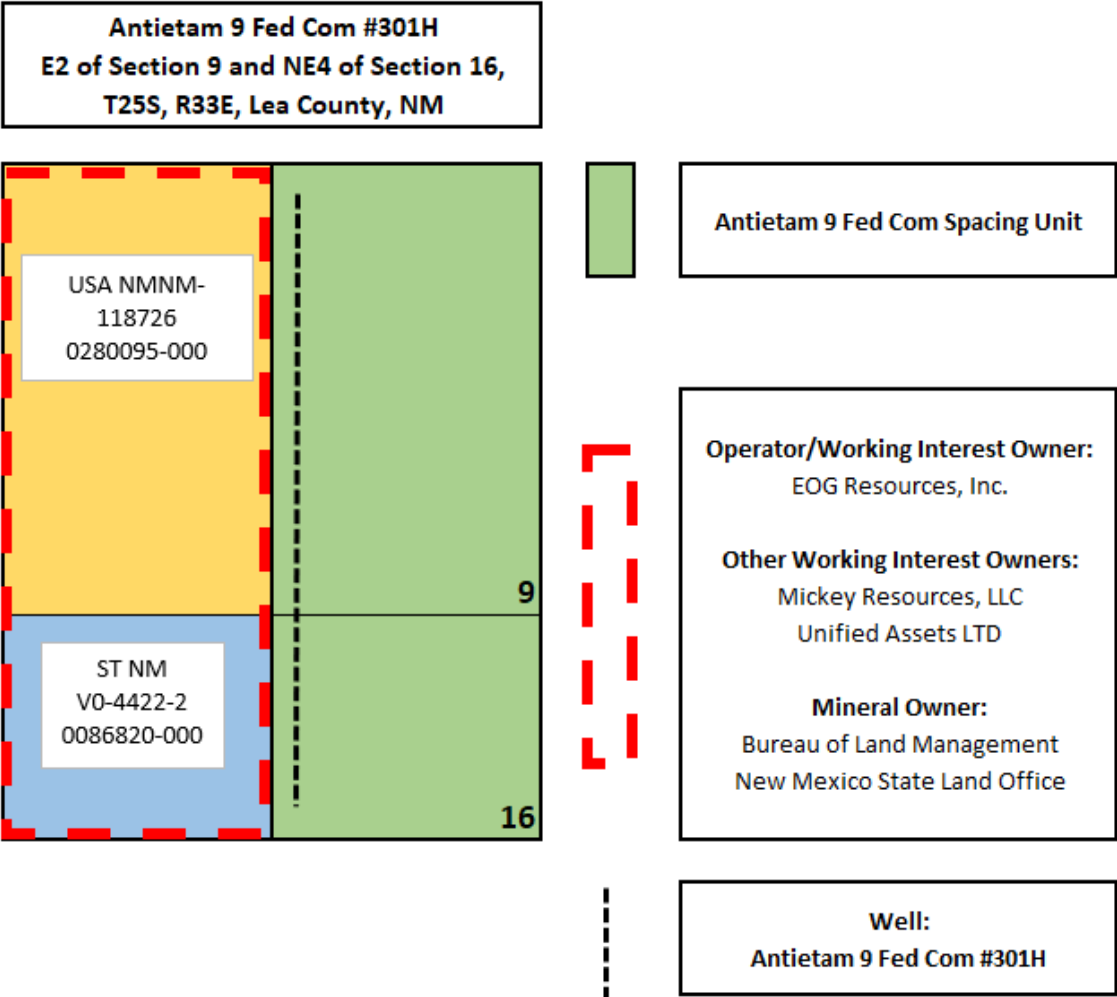 Antietam 9 Fed Com #301H
E2 of Section 9 and NE4 of Section 16,
T25S, R33E, Lea County, NM
USA NMNM-
118726
0280095-000
9
ST NM
V0-4422-2
0086820-000
16
Antietam 9 Fed Com Spacing Unit
Operator/Working Interest Owner:
EOG Resources, Inc.
Other Working Interest Owners:
Mickey Resources, LLC
Unified Assets LTD
Mineral Owner:
Bureau of Land Management
New Mexico State Land Office
Well:
Antietam 9 Fed Com #301H